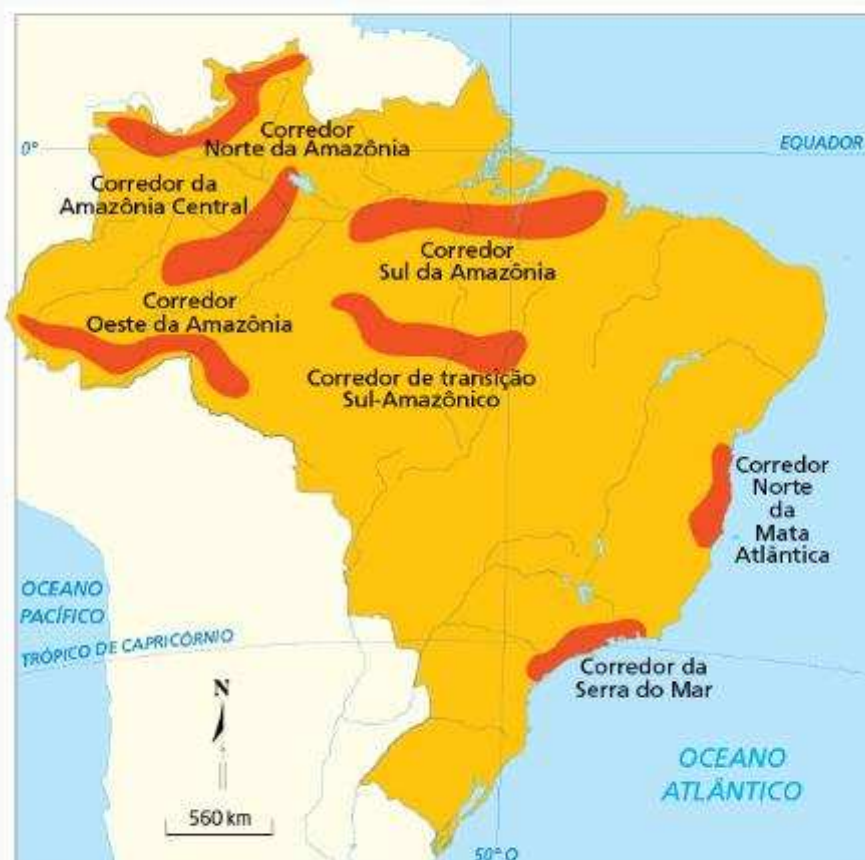 0°
EQUADOR
Corredor
Norte da Amazônia
Corredor da
Amazônia Central
Corredor
Sul da Amazônia
Corredor
Oeste da Amazônia
Corredor de transição
Sul-Amazônico
Corredor
Norte
da
Mata
Atlântica
OCEANO
PACÍFICO
TRÓPICO DE CAPRICÓRNIO
Corredor da
Serra do Mar
N
560 km
OCEANO
ATLÂNTICO
50° O